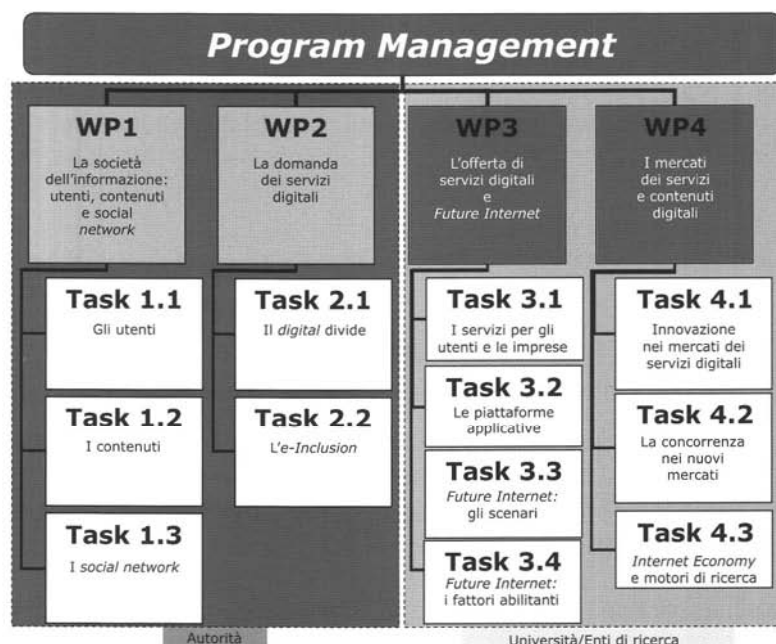 Program Management
WP1
La società
dell'informazione:
utenti, contenuti
e social
network
Task 1.1
Gli utenti
Task 1.2
I contenuti
Task 1.3
I social network
WP2
La domanda
dei servizi
digitali
Task 2.1
Il digital divide
Task 2.2
L'e-Inclusion
WP3
L'offerta di
servizi digitali
e
Future Internet
Task 3.1
I servizi per gli
utenti e le imprese
Task 3.2
Le piattaforme
applicative
Task 3.3
Future Internet:
gli scenari
Task 3.4
Future Internet:
i fattori abilitanti
WP4
I mercati
dei servizi
e contenuti
digitali
Task 4.1
Innovazione
nei mercati dei
servizi digitali
Task 4.2
La concorrenza
nei nuovi
mercati
Task 4.3
Internet Economy
e motori di ricerca
Autorità
Università/Enti di ricerca